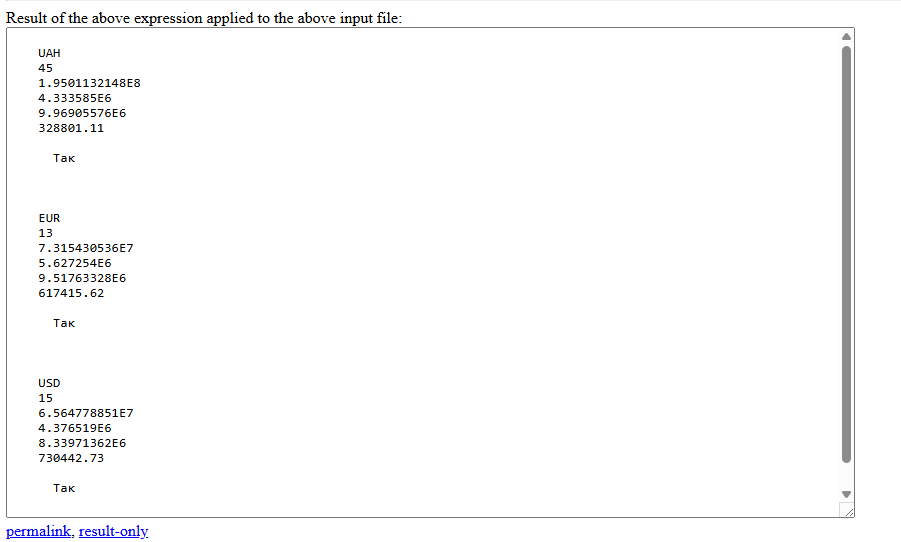 Result of the above expression applied to the above input file:
UAH
45
1.9501132148E8
4.333585E6
9.96905576E6
328801.11
Так
EUR
13
7.315430536E7
5.627254E6
9.51763328E6
617415.62
Так
USD
15
6.564778851E7
4.376519E6
8.33971362E6
730442.73
Так
permalink, result-only